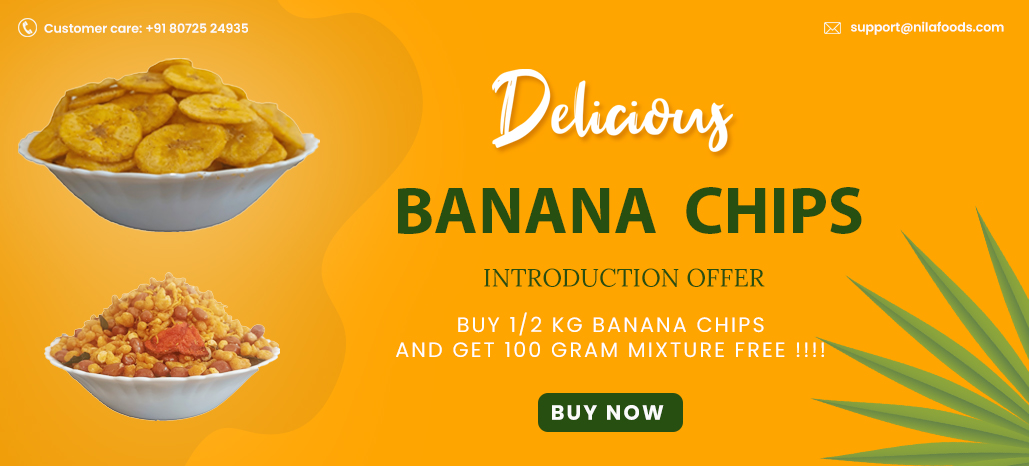 Customer care: +91 80725 24935
support@nilafoods.com
Delicious
BANANA CHIPS
INTRODUCTION OFFER
BUY 1/2 KG BANANA CHIPS
AND GET 100 GRAM MIXTURE FREE !!!!
BUY NOW